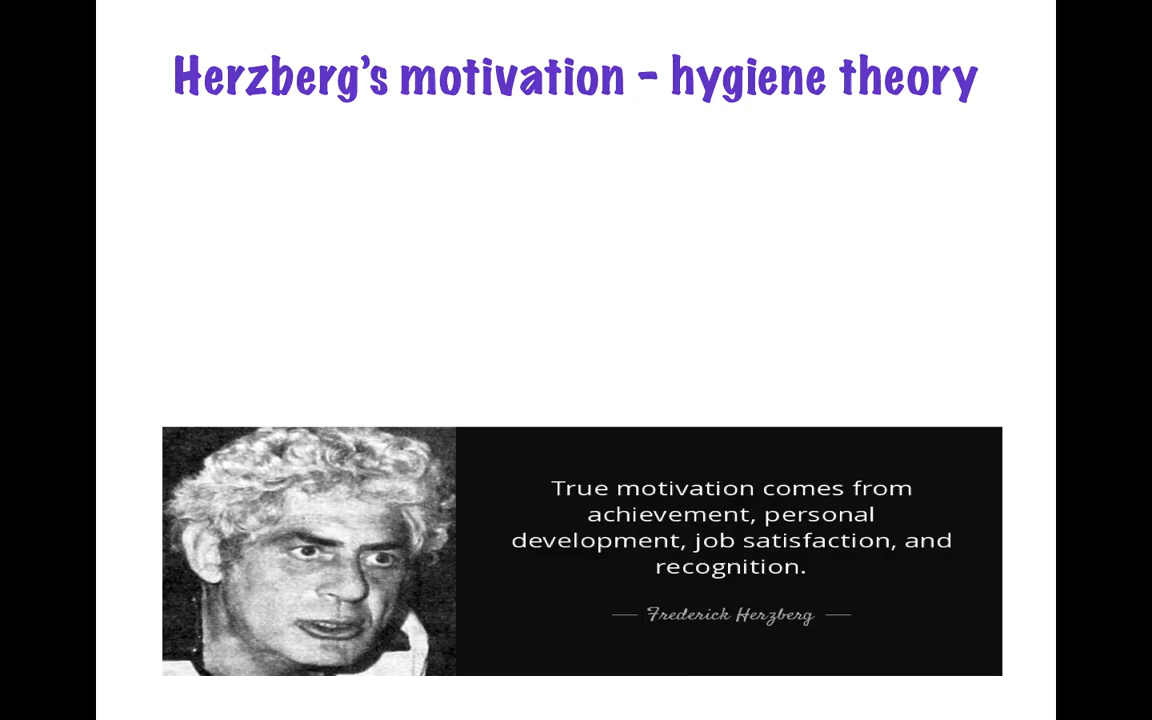 Herzberg’s motivation – hygiene theory
True motivation comes from
achievement, personal
development, job satisfaction, and
recognition.
— Frederick Herzberg —